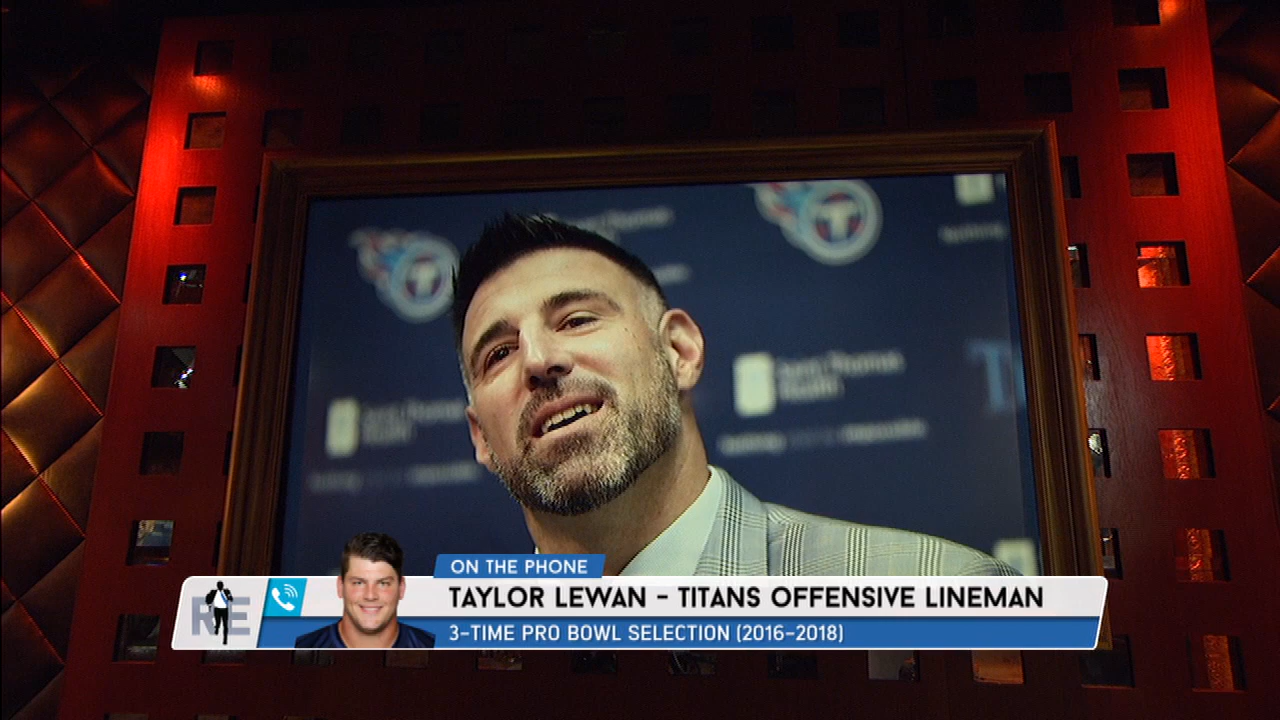 T
T
Saint Thomas
Health
ON THE PHONE
TAYLOR LEWAN – TITANS OFFENSIVE LINEMAN
RE
3-TIME PRO BOWL SELECTION (2016-2018)